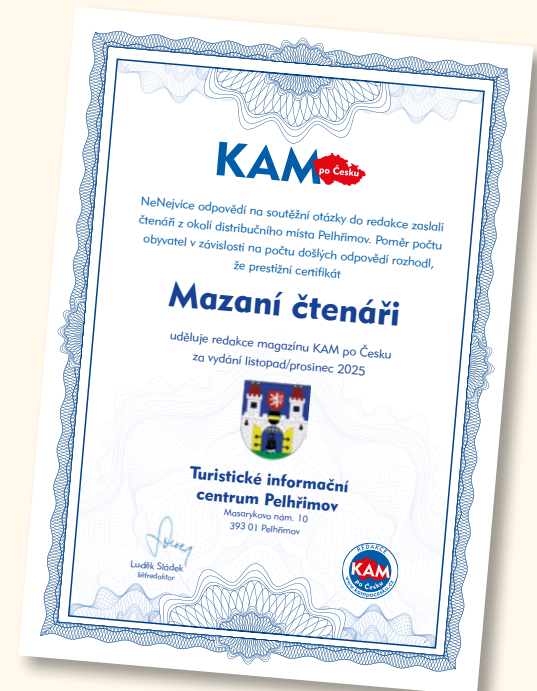 KAM po Česku
NeNejvíce odpovědí na soutěžní otázky do redakce zaslali
čtenáři z okolí distribučního místa Pelhřimov. Poměr počtu
obyvatel v závislosti na počtu došlých odpovědí rozhodl,
že prestižní certifikát
Mazaní čtenáři
uděluje redakce magazínu KAM po Česku
za vydání listopad/prosinec 2025
Turistické informační
centrum Pelhřimov
Masarykovo nám. 10
393 01 Pelhřimov
Luděk Sládek
šéfredaktor
REDAKCE
KAM
po Česku
www.kampocesku.cz